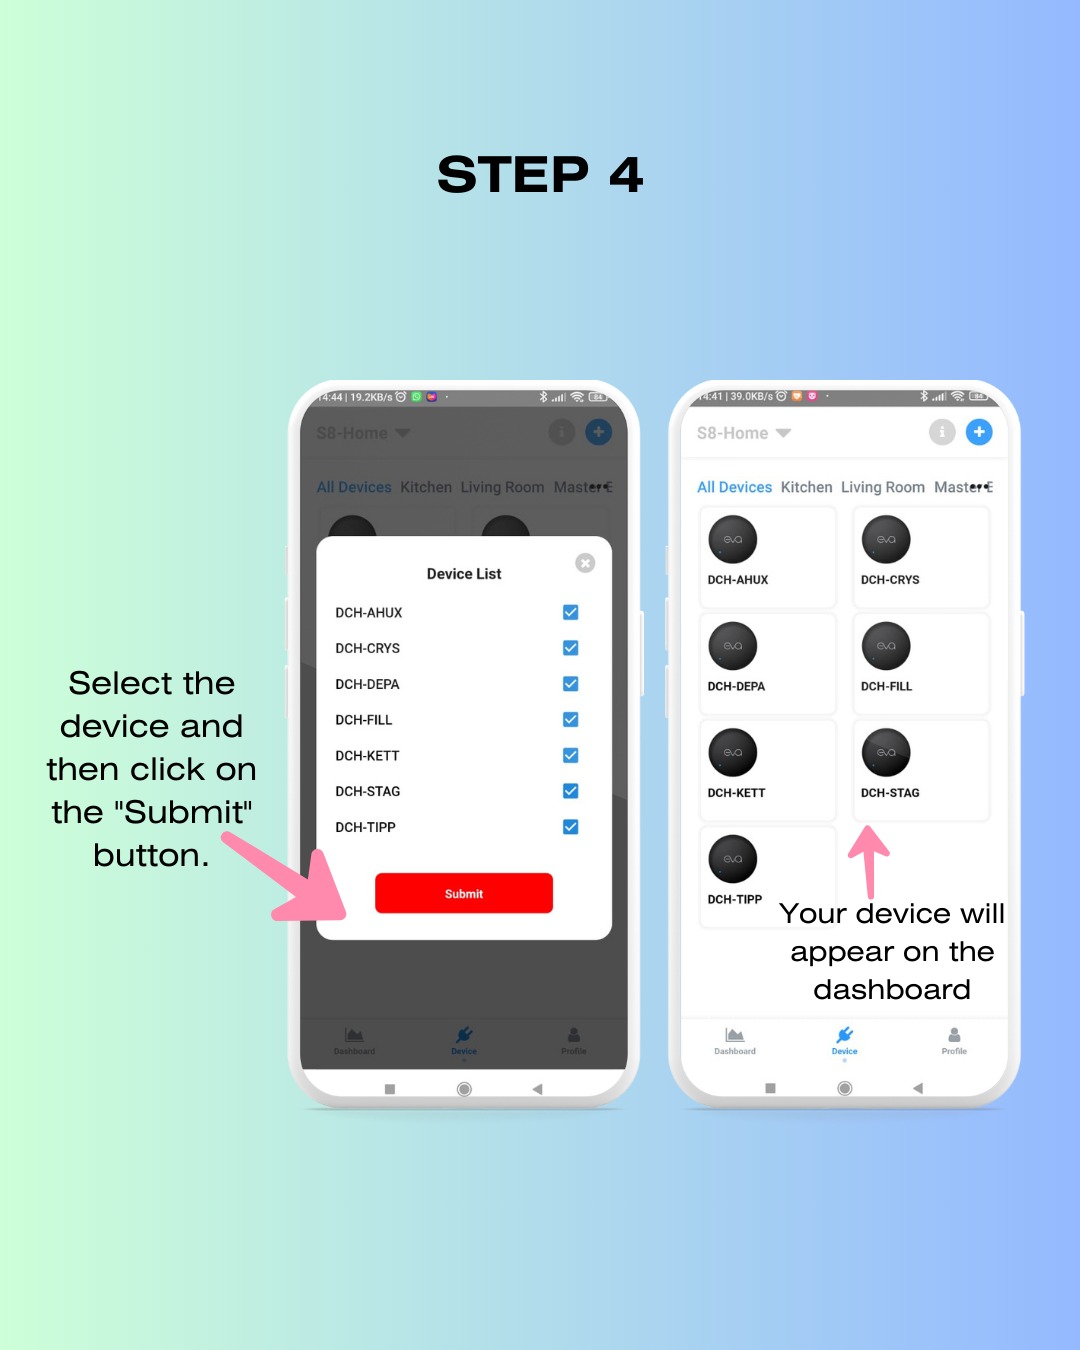 STEP 4
Select the
device and
then click on
the "Submit"
button.
14:44 | 19.2KB/s
84
S8-Home
All Devices Kitchen Living Room Master B
Device List
DCH-AHUX
DCH-CRYS
DCH-DEPA
DCH-FILL
DCH-KETT
DCH-STAG
DCH-TIPP
Submit
Dashboard Device Profile
14:41 | 39.0KB/s
84
S8-Home
All Devices Kitchen Living Room Master B
eva eva
DCH-AHUX DCH-CRYS
eva eva
DCH-DEPA DCH-FILL
eva eva
DCH-KETT DCH-STAG
eva
DCH-TIPP
Your device will
appear on the
dashboard
Dashboard Device Profile